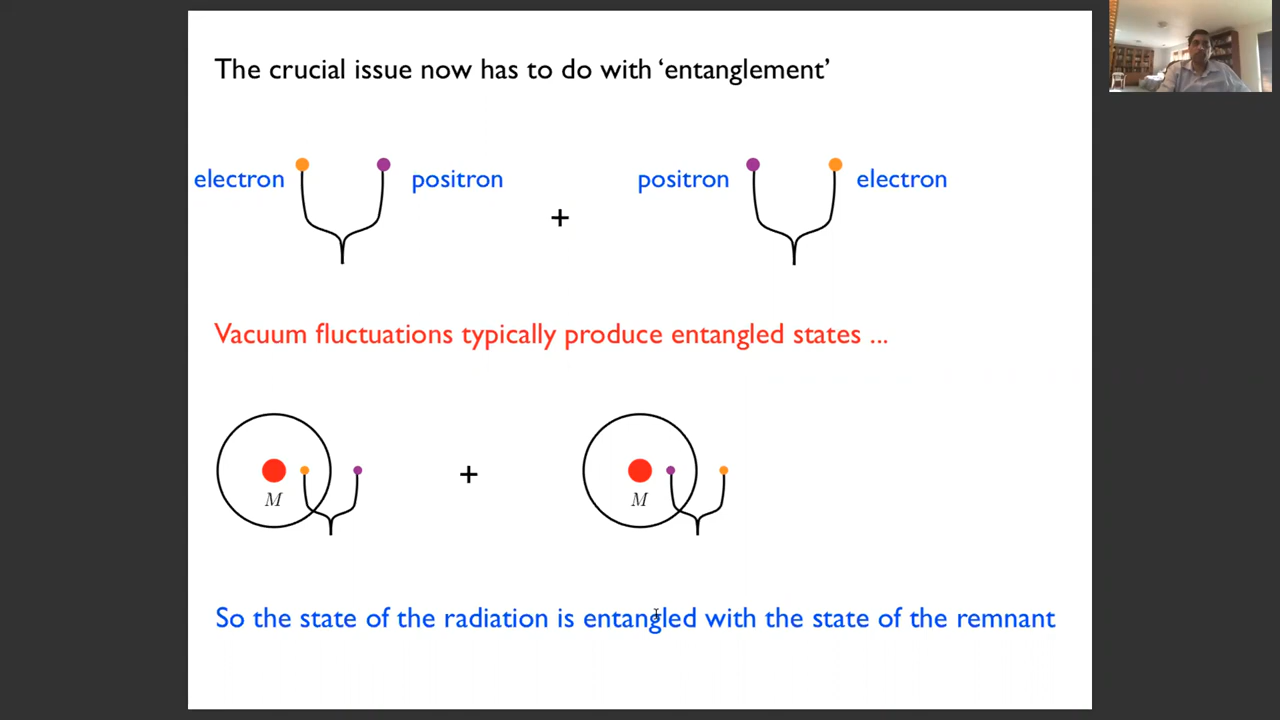 The crucial issue now has to do with ‘entanglement’
electron positron + positron electron
Vacuum fluctuations typically produce entangled states ...
M + M
So the state of the radiation is entangled with the state of the remnant